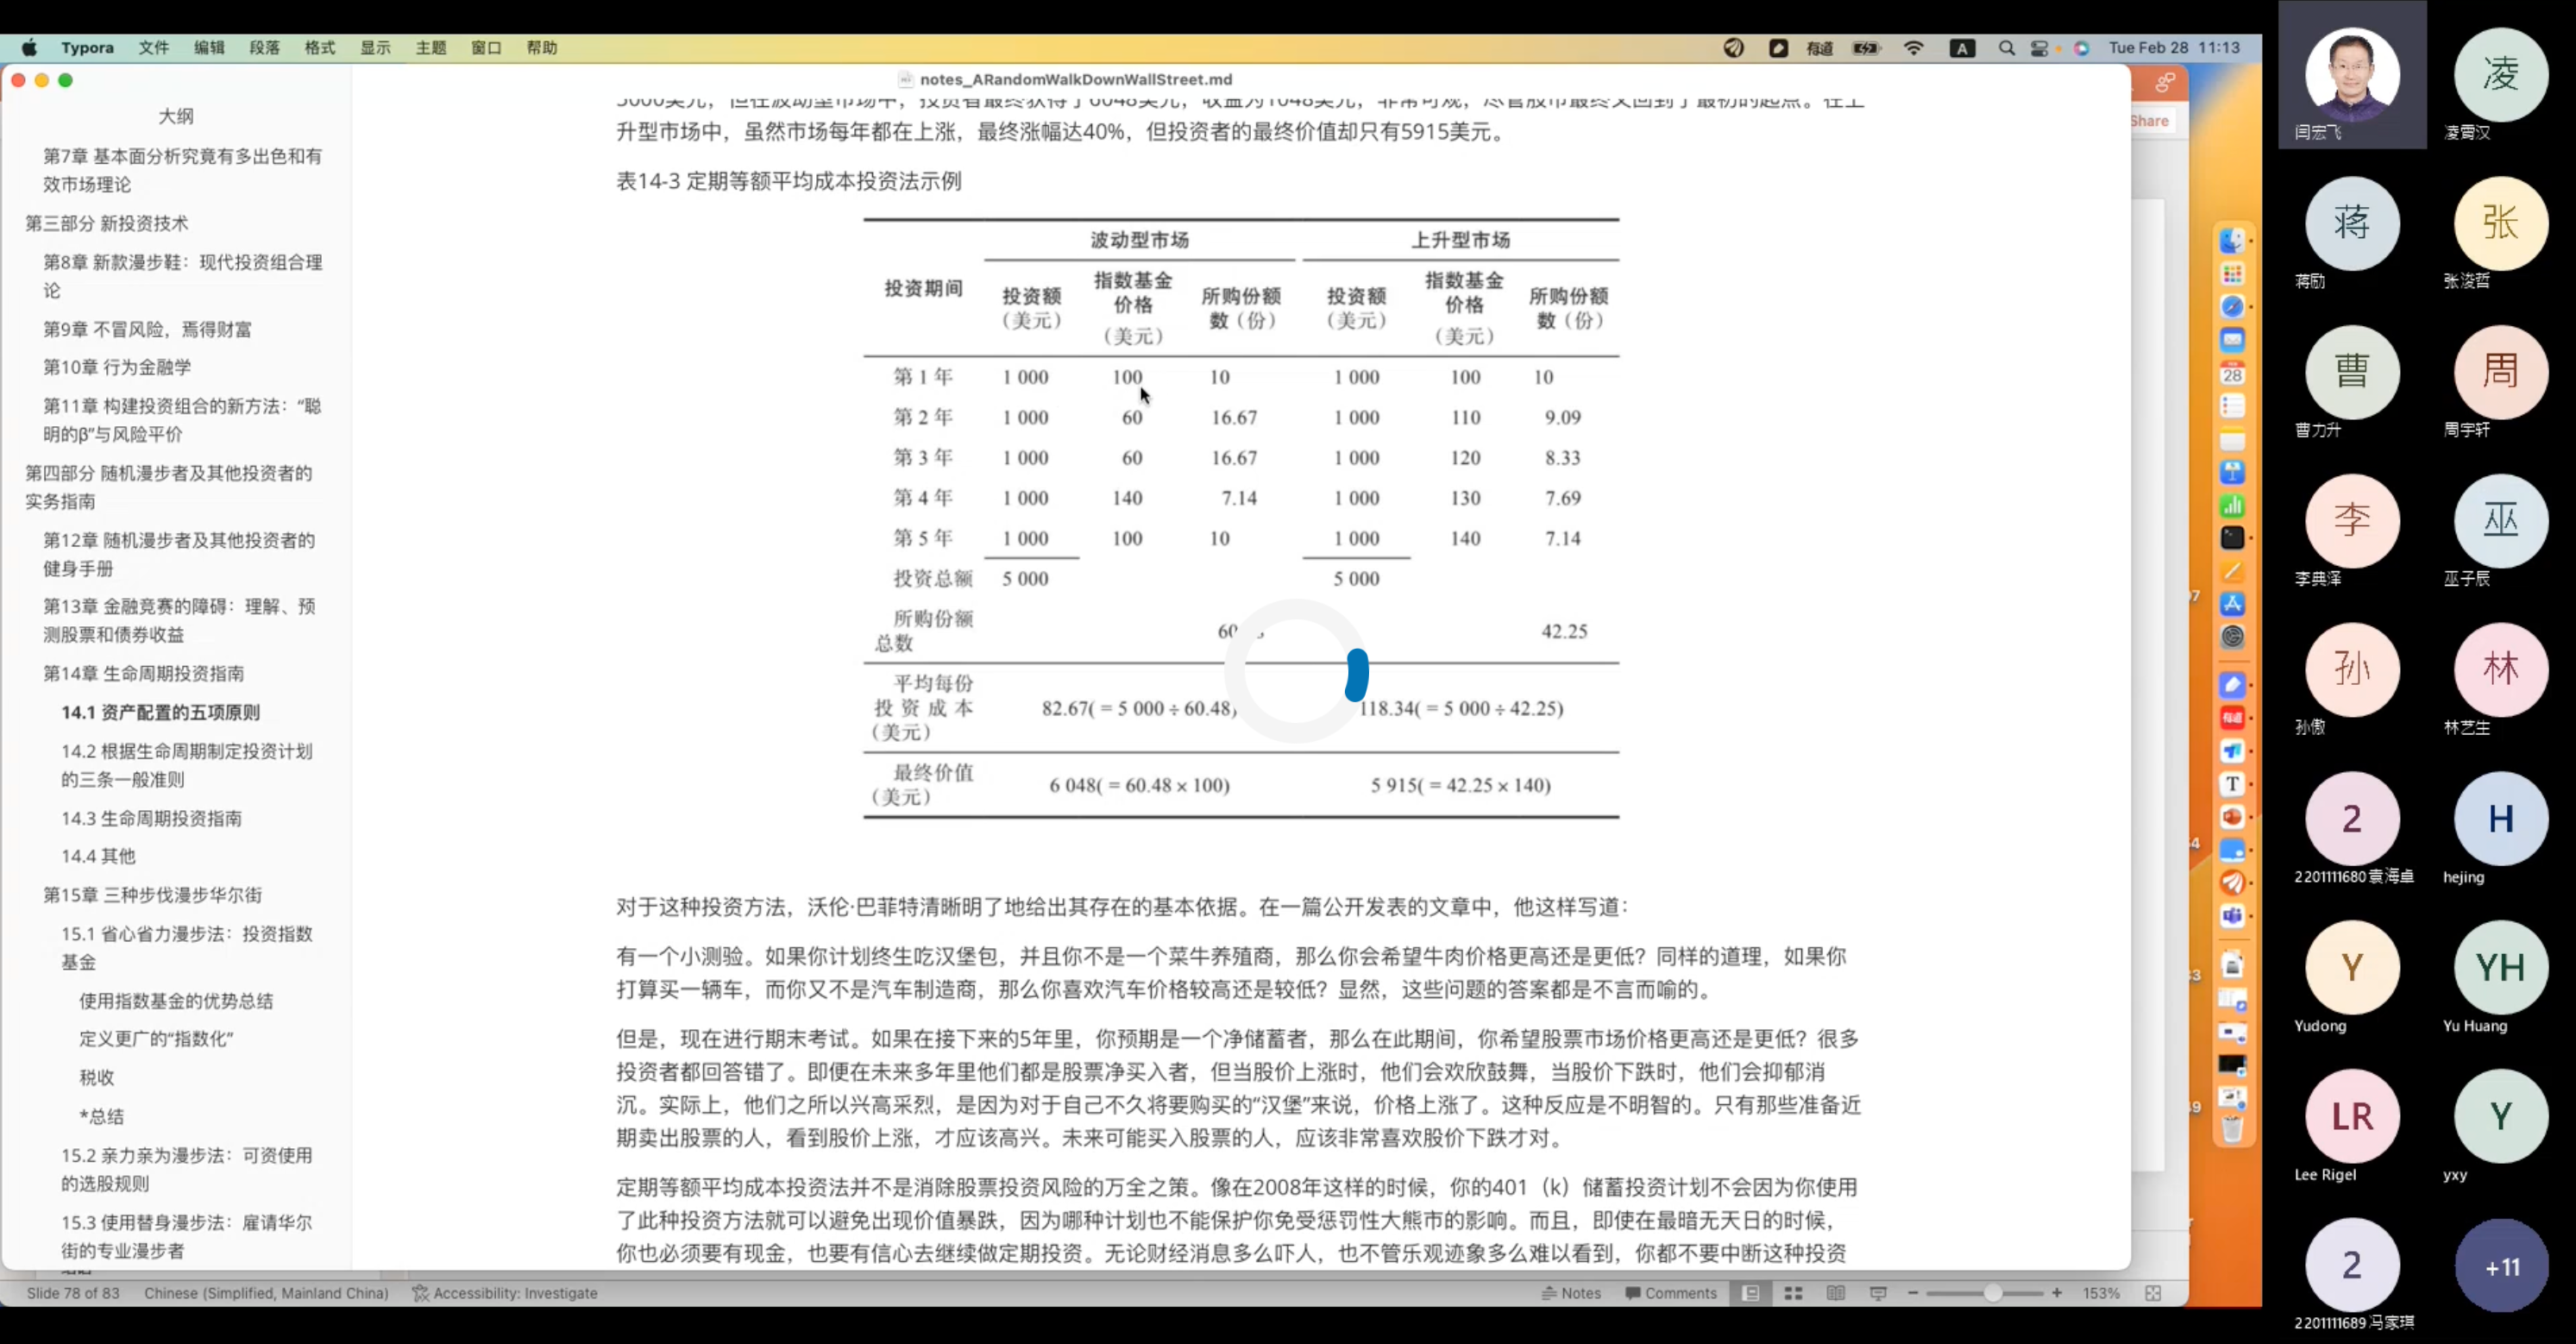 Typora 文件 编辑 段落 格式 显示 主题 窗口 帮助
有道 A Tue Feb 28 11:13
notes_ARandomWalkDownWallStreet.md
Share
大纲
第7章 基本面分析究竟有多出色和有
效市场理论
第三部分 新投资技术
第8章 新款漫步鞋：现代投资组合理
论
第9章 不冒风险，焉得财富
第10章 行为金融学
第11章 构建投资组合的新方法：“聪
明的β”与风险平价
第四部分 随机漫步者及其他投资者的
实务指南
第12章 随机漫步者及其他投资者的
健身手册
第13章 金融竞赛的障碍：理解、预
测股票和债券收益
第14章 生命周期投资指南
14.1 资产配置的五项原则
14.2 根据生命周期制定投资计划
的三条一般准则
14.3 生命周期投资指南
14.4 其他
第15章 三种步伐漫步华尔街
15.1 省心省力漫步法：投资指数
基金
使用指数基金的优势总结
定义更广的“指数化”
税收
*总结
15.2 亲力亲为漫步法：可资使用
的选股规则
15.3 使用替身漫步法：雇请华尔
街的专业漫步者
5000美元，但在波动型市场中，投资者最终获得了6048美元，收益为1048美元，非常可观，尽管股市最终又回到了最初的起点。在上
升型市场中，虽然市场每年都在上涨，最终涨幅达40%，但投资者的最终价值却只有5915美元。
表14-3 定期等额平均成本投资法示例
波动型市场 上升型市场
投资期间 投资额（美元） 指数基金价格（美元） 所购份额数（份） 投资额（美元） 指数基金价格（美元） 所购份额数（份）
第 1 年 1 000 100 10 1 000 100 10
第 2 年 1 000 60 16.67 1 000 110 9.09
第 3 年 1 000 60 16.67 1 000 120 8.33
第 4 年 1 000 140 7.14 1 000 130 7.69
第 5 年 1 000 100 10 1 000 140 7.14
投资总额 5 000 5 000
所购份额总数 42.25
平均每份投资成本（美元） 82.67( = 5 000 ÷ 60.48) 118.34( = 5 000 ÷ 42.25)
最终价值（美元） 6 048( = 60.48 × 100) 5 915( = 42.25 × 140)
对于这种投资方法，沃伦·巴菲特清晰明了地给出其存在的基本依据。在一篇公开发表的文章中，他这样写道：
有一个小测验。如果你计划终生吃汉堡包，并且你不是一个菜牛养殖商，那么你会希望牛肉价格更高还是更低？同样的道理，如果你
打算买一辆车，而你又不是汽车制造商，那么你喜欢汽车价格较高还是较低？显然，这些问题的答案都是不言而喻的。
但是，现在进行期末考试。如果在接下来的5年里，你预期是一个净储蓄者，那么在此期间，你希望股票市场价格更高还是更低？很多
投资者都回答错了。即便在未来多年里他们都是股票净买入者，但当股价上涨时，他们会欢欣鼓舞，当股价下跌时，他们会抑郁消
沉。实际上，他们之所以兴高采烈，是因为对于自己不久将要购买的“汉堡”来说，价格上涨了。这种反应是不明智的。只有那些准备近
期卖出股票的人，看到股价上涨，才应该高兴。未来可能买入股票的人，应该非常喜欢股价下跌才对。
定期等额平均成本投资法并不是消除股票投资风险的万全之策。像在2008年这样的时候，你的401（k）储蓄投资计划不会因为你使用
了此种投资方法就可以避免出现价值暴跌，因为哪种计划也不能保护你免受惩罚性大熊市的影响。而且，即使在最暗无天日的时候，
你也必须要有现金，也要有信心去继续做定期投资。无论财经消息多么吓人，也不管乐观迹象多么难以看到，你都不要中断这种投资
Slide 78 of 83 Chinese (Simplified, Mainland China) Accessibility: Investigate Notes Comments 153%
28
有道
T
闫宏飞
凌
凌霄汉
蒋
蒋励
张
张浚哲
曹
曹力升
周
周宇轩
李
李典泽
巫
巫子辰
孙
孙傲
林
林艺生
2
2201111680 袁海卓
H
hejing
Y
Yudong
YH
Yu Huang
LR
Lee Rigel
Y
yxy
2
2201111689 冯家琪
+11